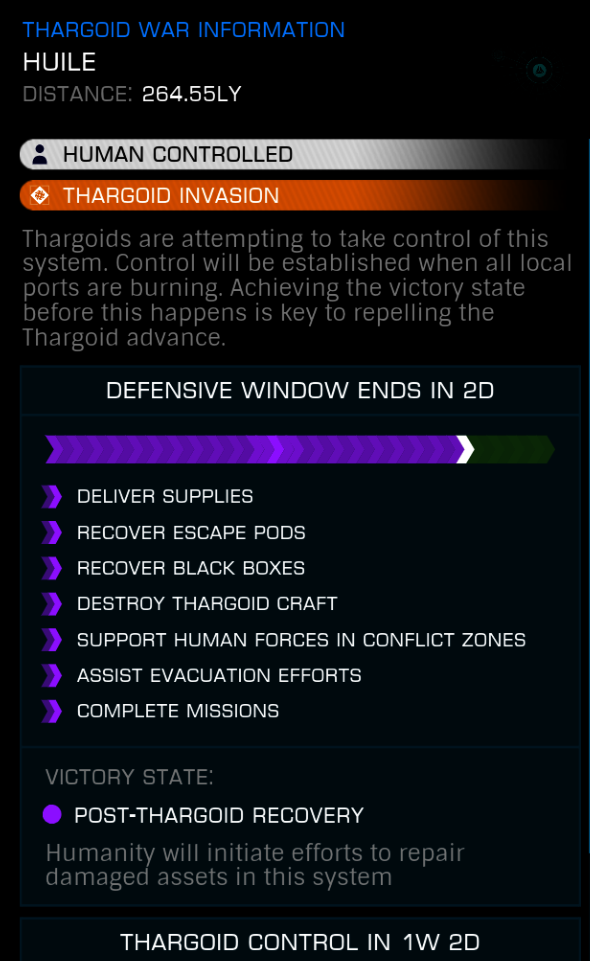 THARGOID WAR INFORMATION
HUILE
DISTANCE: 264.55LY
HUMAN CONTROLLED
THARGOID INVASION
Thargoids are attempting to take control of this
system. Control will be established when all local
ports are burning. Achieving the victory state
before this happens is key to repelling the
Thargoid advance.
DEFENSIVE WINDOW ENDS IN 2D
DELIVER SUPPLIES
RECOVER ESCAPE PODS
RECOVER BLACK BOXES
DESTROY THARGOID CRAFT
SUPPORT HUMAN FORCES IN CONFLICT ZONES
ASSIST EVACUATION EFFORTS
COMPLETE MISSIONS
VICTORY STATE:
POST-THARGOID RECOVERY
Humanity will initiate efforts to repair
damaged assets in this system
THARGOID CONTROL IN 1W 2D